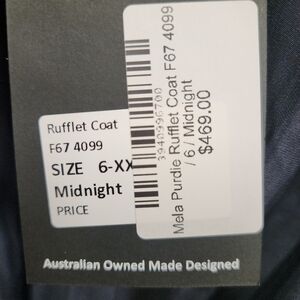 Rufflet Coat
F67 4099
SIZE 6-XX
Midnight
PRICE
3940996700
Mela Purdie Rufflet Coat F67 4099
/ 6 / Midnight
$469.00
Australian Owned Made Designed